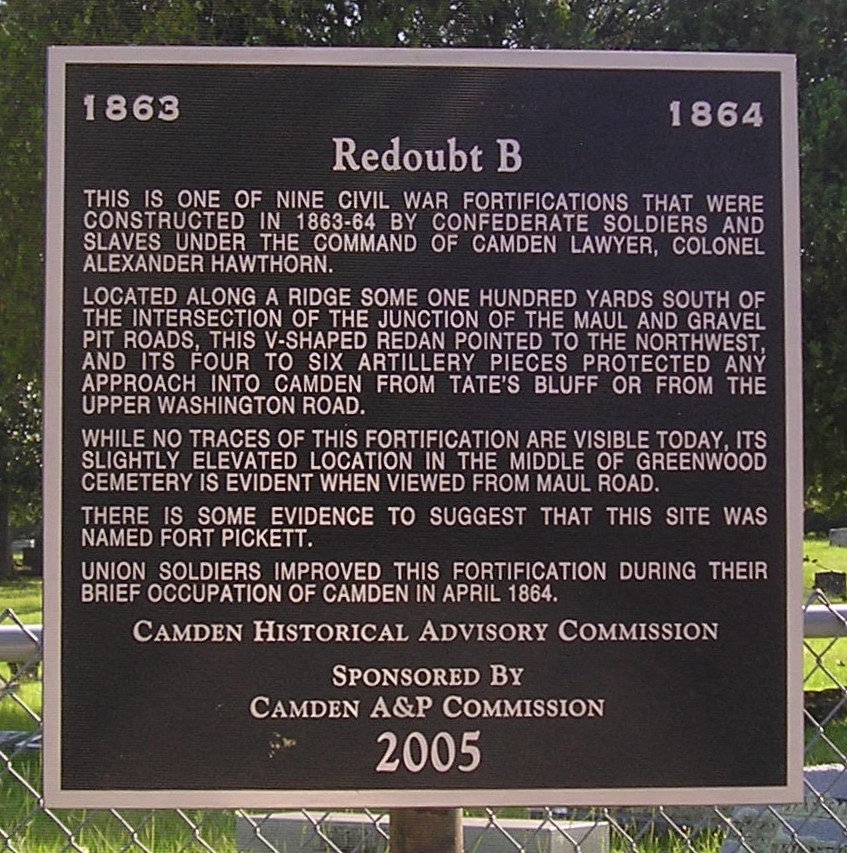 1863 1864
Redoubt B
THIS IS ONE OF NINE CIVIL WAR FORTIFICATIONS THAT WERE
CONSTRUCTED IN 1863-64 BY CONFEDERATE SOLDIERS AND
SLAVES UNDER THE COMMAND OF CAMDEN LAWYER, COLONEL
ALEXANDER HAWTHORN.
LOCATED ALONG A RIDGE SOME ONE HUNDRED YARDS SOUTH OF
THE INTERSECTION OF THE JUNCTION OF THE MAUL AND GRAVEL
PIT ROADS, THIS V-SHAPED REDAN POINTED TO THE NORTHWEST,
AND ITS FOUR TO SIX ARTILLERY PIECES PROTECTED ANY
APPROACH INTO CAMDEN FROM TATE'S BLUFF OR FROM THE
UPPER WASHINGTON ROAD.
WHILE NO TRACES OF THIS FORTIFICATION ARE VISIBLE TODAY, ITS
SLIGHTLY ELEVATED LOCATION IN THE MIDDLE OF GREENWOOD
CEMETERY IS EVIDENT WHEN VIEWED FROM MAUL ROAD.
THERE IS SOME EVIDENCE TO SUGGEST THAT THIS SITE WAS
NAMED FORT PICKETT.
UNION SOLDIERS IMPROVED THIS FORTIFICATION DURING THEIR
BRIEF OCCUPATION OF CAMDEN IN APRIL 1864.
CAMDEN HISTORICAL ADVISORY COMMISSION
SPONSORED BY
CAMDEN A&P COMMISSION
2005